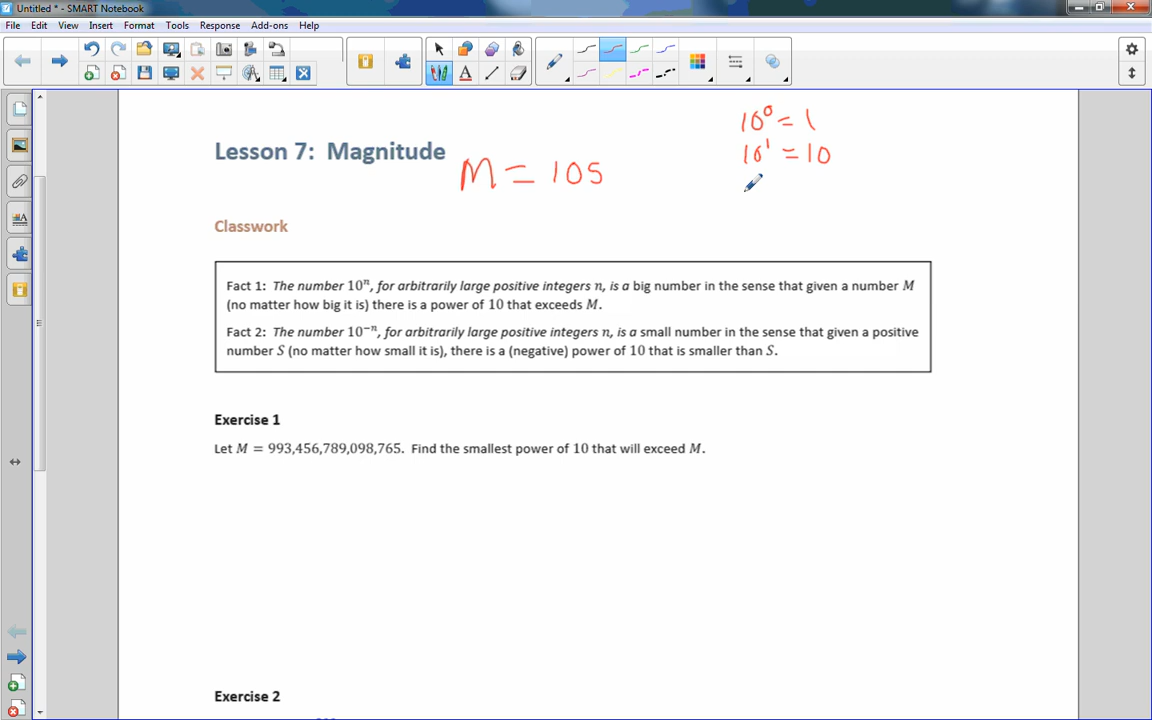 Untitled * - SMART Notebook
File Edit View Insert Format Tools Response Add-ons Help
10⁰ = 1
Lesson 7: Magnitude
10¹ = 10
M = 105
Classwork
Fact 1: The number 10ⁿ, for arbitrarily large positive integers n, is a big number in the sense that given a number M
(no matter how big it is) there is a power of 10 that exceeds M.
Fact 2: The number 10⁻ⁿ, for arbitrarily large positive integers n, is a small number in the sense that given a positive
number S (no matter how small it is), there is a (negative) power of 10 that is smaller than S.
Exercise 1
Let M = 993,456,789,098,765. Find the smallest power of 10 that will exceed M.
Exercise 2